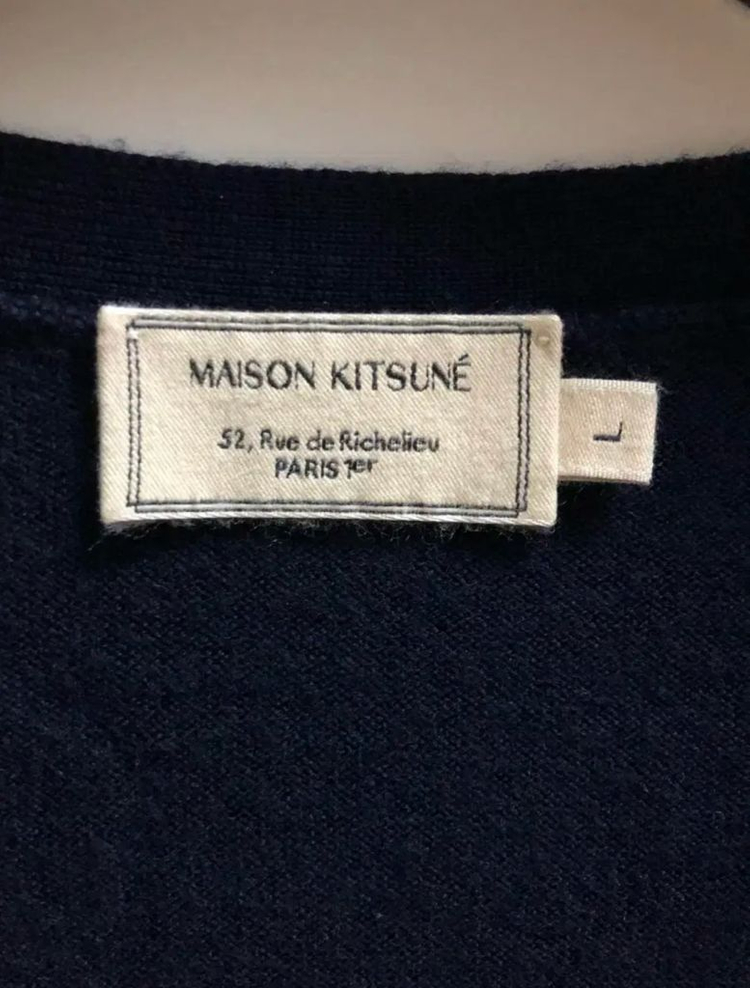 MAISON KITSUNÉ
52, Rue de Richelieu
PARIS 1er
L